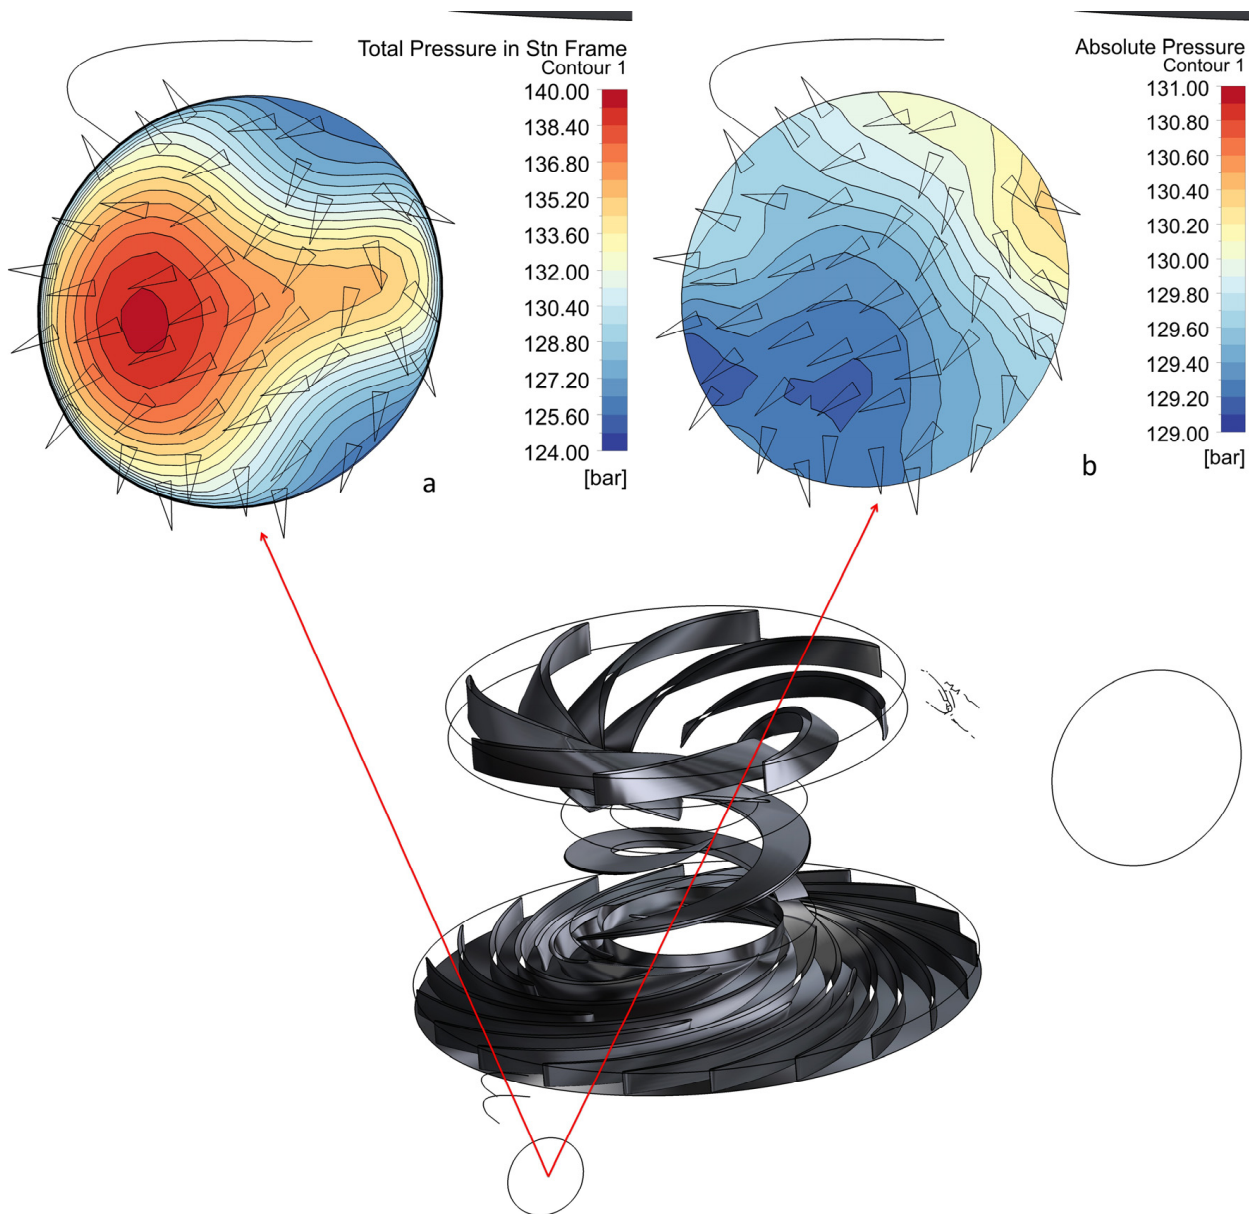 Total Pressure in Stn Frame
Contour 1
140.00
138.40
136.80
135.20
133.60
132.00
130.40
128.80
127.20
125.60
124.00
[bar]
a
Absolute Pressure
Contour 1
131.00
130.80
130.60
130.40
130.20
130.00
129.80
129.60
129.40
129.20
129.00
[bar]
b